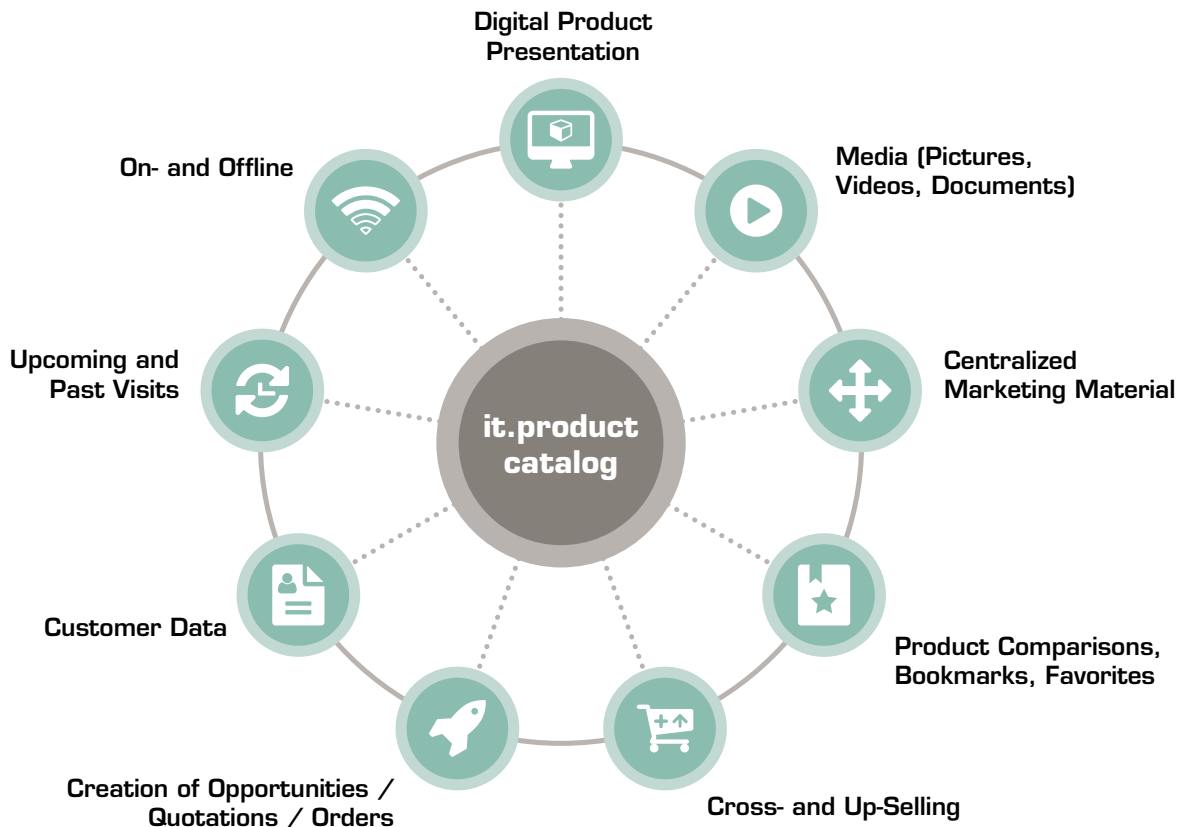 Digital Product
Presentation
Media (Pictures,
Videos, Documents)
Centralized
Marketing Material
Product Comparisons,
Bookmarks, Favorites
Cross- and Up-Selling
Creation of Opportunities /
Quotations / Orders
Customer Data
Upcoming and
Past Visits
On- and Offline
it.product
catalog